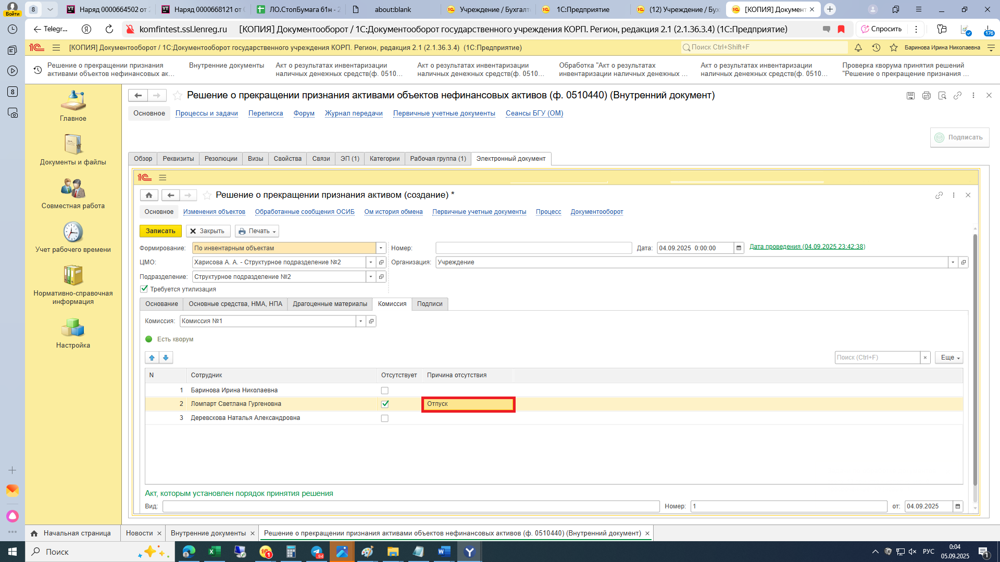 Войти
8
Наряд 0000664502 от 2
Наряд 0000668121 от 0
ЛО.СтопБумага 61н - 2
about:blank
Учреждение / Бухгалт
1С:Предприятие
(12) Учреждение / Бух
[КОПИЯ] Документ
Telegr...
komfintest.ssl.lenreg.ru
[КОПИЯ] Документооборот / 1С:Документооборот государственного учреждения КОРП. Регион, редакция 2.1 (2.1.36.3.4) (1С:Предприятие)
Спросить
176
[КОПИЯ] Документооборот / 1С:Документооборот государственного учреждения КОРП. Регион, редакция 2.1 (2.1.36.3.4) (1С:Предприятие)
Поиск Ctrl+Shift+F
Баринова Ирина Николаевна
Решение о прекращении признания
активами объектов нефинансовых ак...
Внутренние документы
Акт о результатах инвентаризации
наличных денежных средств(ф. 0510...
Акт о результатах инвентаризации
наличных денежных средств(ф. 0510...
Обработка "Акт о результатах
инвентаризации наличных денежных ...
Акт о результатах инвентаризации
наличных денежных средств(ф. 0510...
Проверка кворума принятия решений
"Решение о прекращение признания ...
8
Главное
Документы и файлы
Совместная работа
Учет рабочего времени
Нормативно-справочная
информация
Настройка
Решение о прекращении признания активами объектов нефинансовых активов (ф. 0510440) (Внутренний документ)
Основное
Процессы и задачи
Переписка
Форум
Журнал передачи
Первичные учетные документы
Сеансы БГУ (ОМ)
Подписать
Обзор
Реквизиты
Резолюции
Визы
Свойства
Связи
ЭП (1)
Категории
Рабочая группа (1)
Электронный документ
Решение о прекращении признания активом (создание) *
Основное
Изменения объектов
Обработанные сообщения ОСИБ
Ом история обмена
Первичные учетные документы
Процесс
Документооборот
Записать
Закрыть
Печать
Формирование:
По инвентарным объектам
Номер:
Дата:
04.09.2025 0:00:00
Дата проведения (04.09.2025 23:42:38)
ЦМО:
Харисова А. А. - Структурное подразделение №2
Организация:
Учреждение
Подразделение:
Структурное подразделение №2
Требуется утилизация
Основание
Основные средства, НМА, НПА
Драгоценные материалы
Комиссия
Подписи
Комиссия:
Комиссия №1
Есть кворум
Поиск (Ctrl+F)
Еще
N
Сотрудник
Отсутствует
Причина отсутствия
1
Баринова Ирина Николаевна
2
Ломпарт Светлана Гургеновна
Отпуск
3
Деревскова Наталья Александровна
Акт, которым установлен порядок принятия решения
Вид:
Номер:
1
от:
04.09.2025
Начальная страница
Новости
Внутренние документы
Решение о прекращении признания активами объектов нефинансовых активов (ф. 0510440) (Внутренний документ)
Поиск
1
94
РУС
0:04
05.09.2025
1